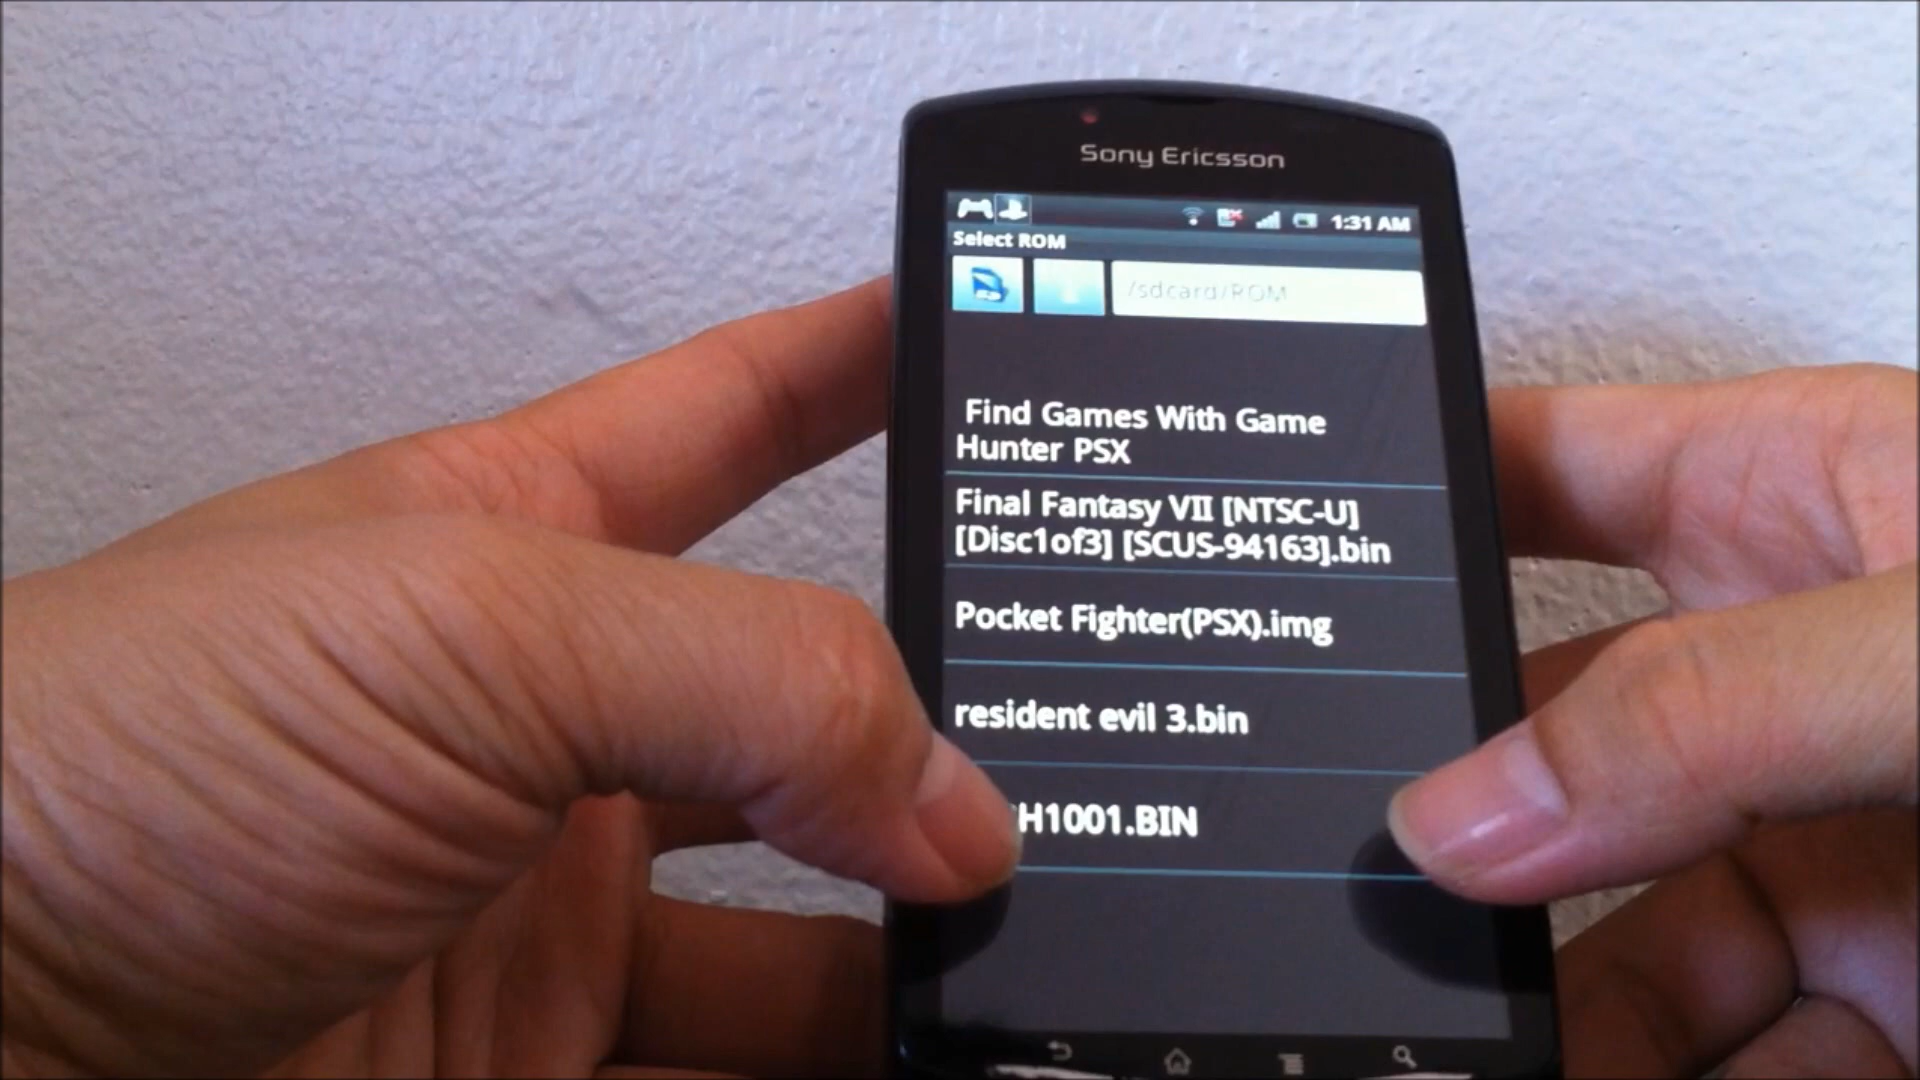 Sony Ericsson
1:31 AM
Select ROM
/sdcard/ROM
Find Games With Game
Hunter PSX
Final Fantasy VII [NTSC-U]
[Disc1of3] [SCUS-94163].bin
Pocket Fighter(PSX).img
resident evil 3.bin
H1001.BIN